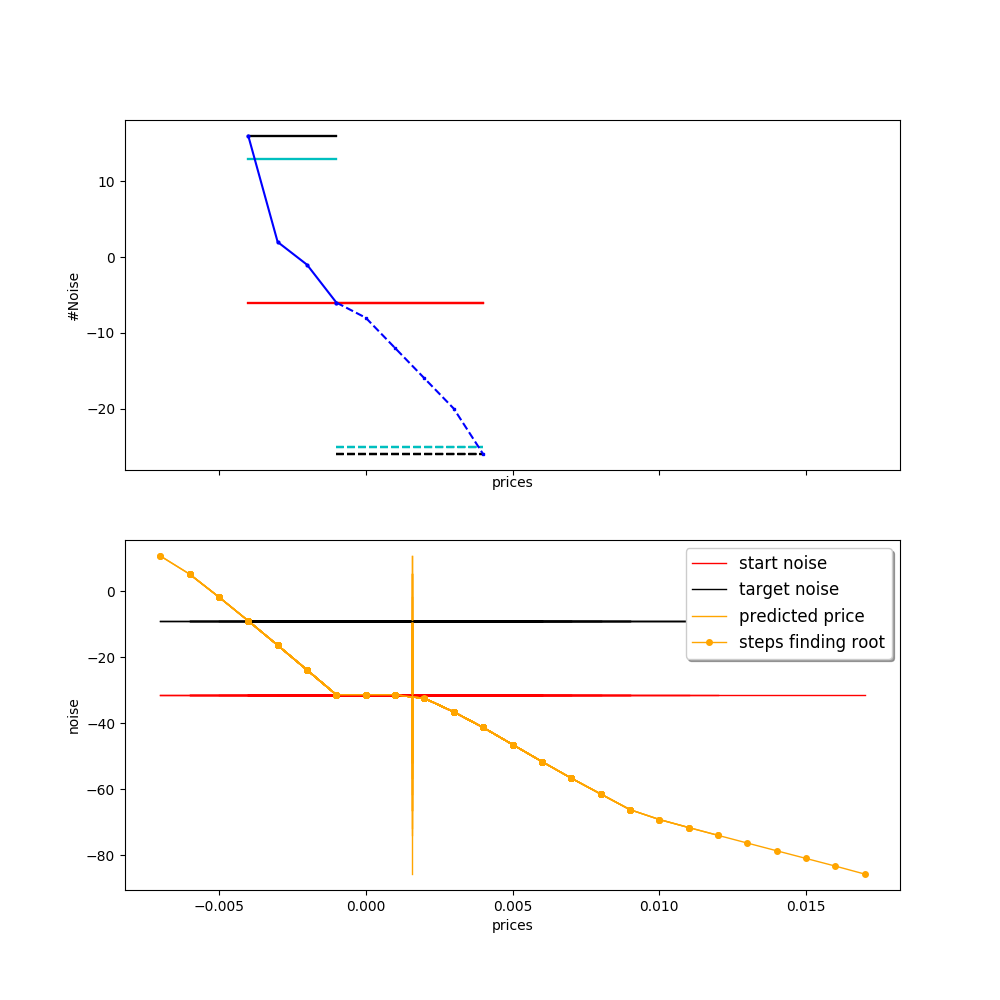 10
0
−10
−20
#Noise
prices
start noise
target noise
predicted price
steps finding root
0
−20
−40
−60
−80
noise
−0.005 0.000 0.005 0.010 0.015
prices